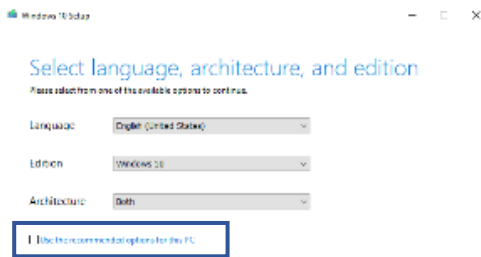 Windows 10 Setup
Select language, architecture, and edition
Please select from one of the available options to continue.
Language English (United States)
Edition Windows 10
Architecture Both
Use the recommended options for this PC